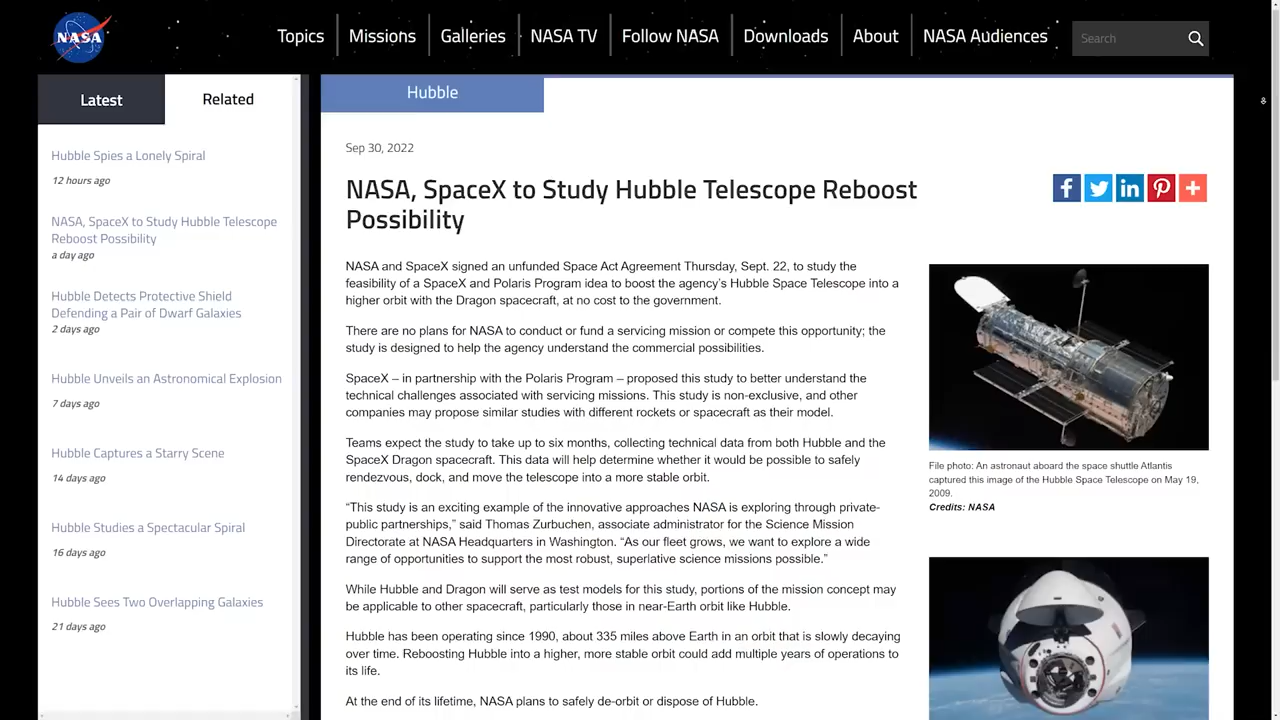 NASA
Topics
Missions
Galleries
NASA TV
Follow NASA
Downloads
About
NASA Audiences
Search
Latest
Related
Hubble Spies a Lonely Spiral
12 hours ago
NASA, SpaceX to Study Hubble Telescope
Reboost Possibility
a day ago
Hubble Detects Protective Shield
Defending a Pair of Dwarf Galaxies
2 days ago
Hubble Unveils an Astronomical Explosion
7 days ago
Hubble Captures a Starry Scene
14 days ago
Hubble Studies a Spectacular Spiral
16 days ago
Hubble Sees Two Overlapping Galaxies
21 days ago
Hubble
Sep 30, 2022
NASA, SpaceX to Study Hubble Telescope Reboost
Possibility
NASA and SpaceX signed an unfunded Space Act Agreement Thursday, Sept. 22, to study the
feasibility of a SpaceX and Polaris Program idea to boost the agency’s Hubble Space Telescope into a
higher orbit with the Dragon spacecraft, at no cost to the government.
There are no plans for NASA to conduct or fund a servicing mission or compete this opportunity; the
study is designed to help the agency understand the commercial possibilities.
SpaceX – in partnership with the Polaris Program – proposed this study to better understand the
technical challenges associated with servicing missions. This study is non-exclusive, and other
companies may propose similar studies with different rockets or spacecraft as their model.
Teams expect the study to take up to six months, collecting technical data from both Hubble and the
SpaceX Dragon spacecraft. This data will help determine whether it would be possible to safely
rendezvous, dock, and move the telescope into a more stable orbit.
“This study is an exciting example of the innovative approaches NASA is exploring through private-
public partnerships,” said Thomas Zurbuchen, associate administrator for the Science Mission
Directorate at NASA Headquarters in Washington. “As our fleet grows, we want to explore a wide
range of opportunities to support the most robust, superlative science missions possible.”
While Hubble and Dragon will serve as test models for this study, portions of the mission concept may
be applicable to other spacecraft, particularly those in near-Earth orbit like Hubble.
Hubble has been operating since 1990, about 335 miles above Earth in an orbit that is slowly decaying
over time. Reboosting Hubble into a higher, more stable orbit could add multiple years of operations to
its life.
At the end of its lifetime, NASA plans to safely de-orbit or dispose of Hubble.
File photo: An astronaut aboard the space shuttle Atlantis
captured this image of the Hubble Space Telescope on May 19,
2009.
Credits: NASA